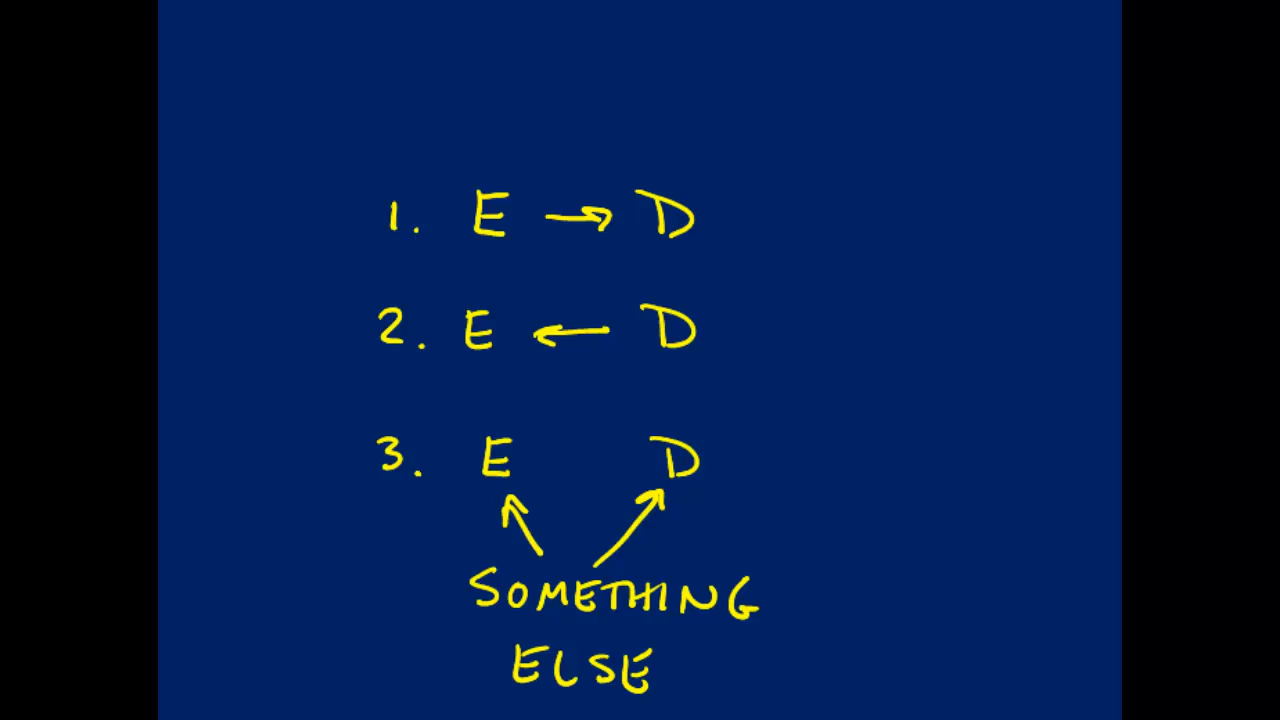 1. E → D
2. E ← D
3. E D
SOMETHING
ELSE